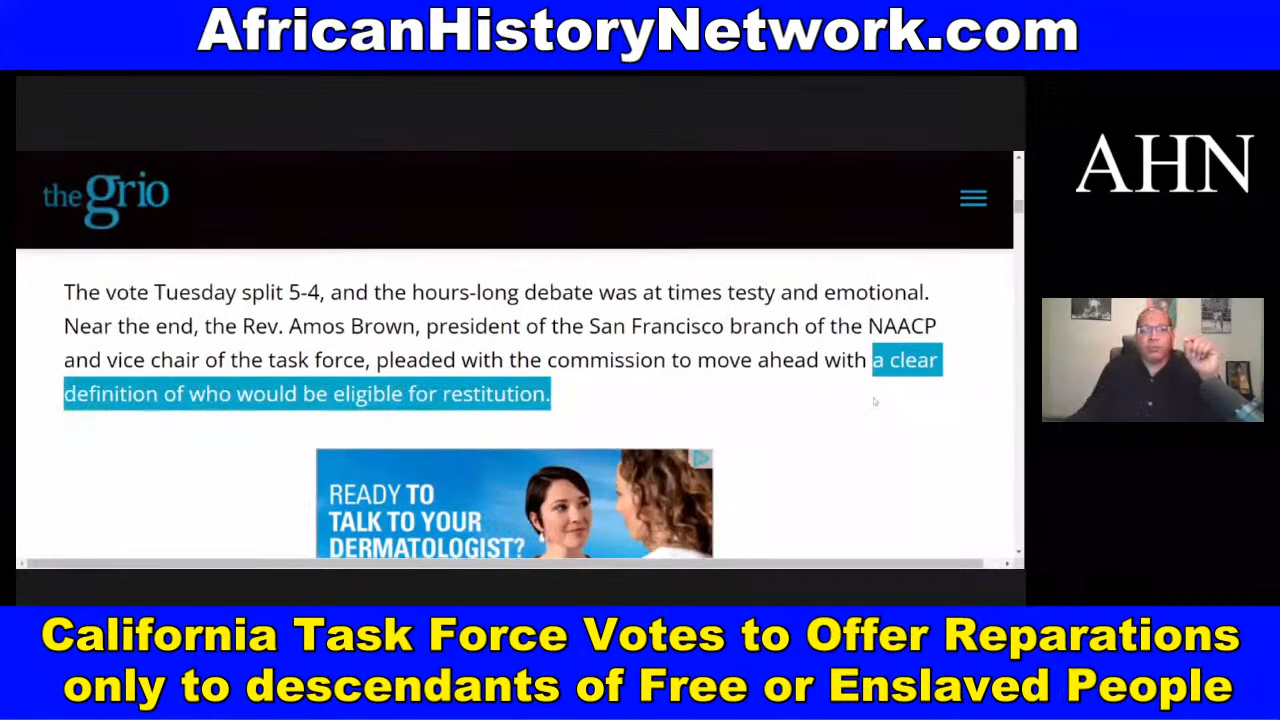 AfricanHistoryNetwork.com
AHN
thegrio
The vote Tuesday split 5-4, and the hours-long debate was at times testy and emotional.
Near the end, the Rev. Amos Brown, president of the San Francisco branch of the NAACP
and vice chair of the task force, pleaded with the commission to move ahead with a clear
definition of who would be eligible for restitution.
READY TO
TALK TO YOUR
DERMATOLOGIST?
California Task Force Votes to Offer Reparations
only to descendants of Free or Enslaved People